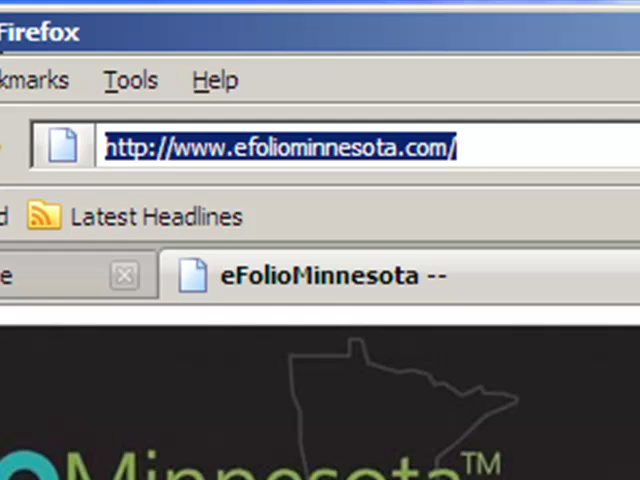 Firefox
kmarks Tools Help
http://www.efoliominnesota.com/
d Latest Headlines
e eFolioMinnesota --
Minnesota™